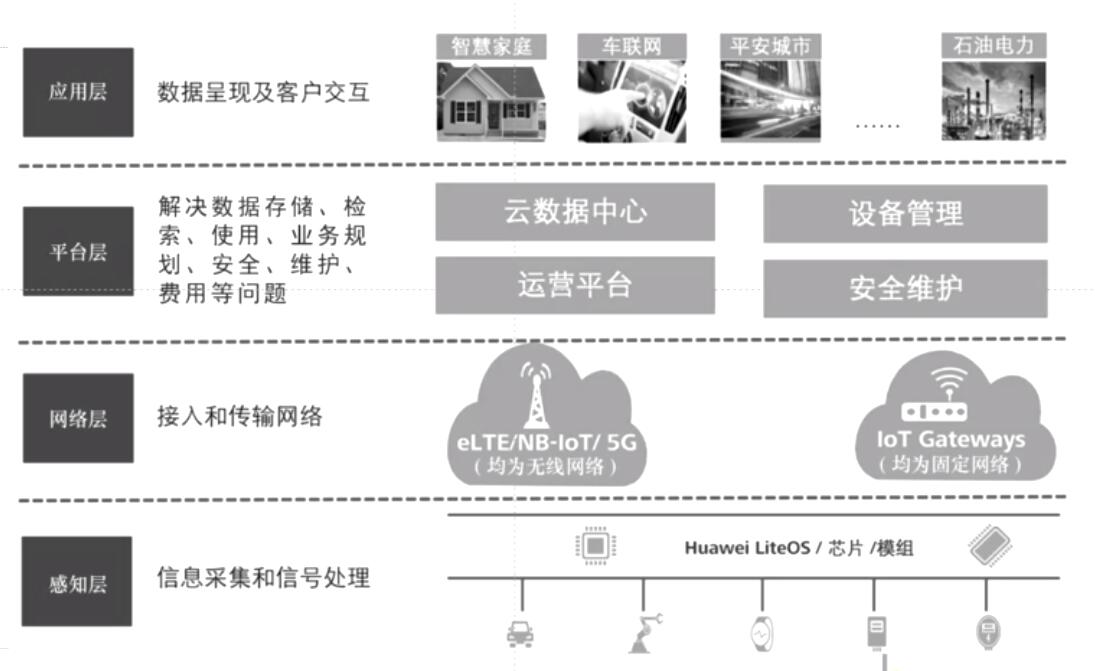 智慧家庭
车联网
平安城市
石油电力
应用层
数据呈现及客户交互
······
平台层
解决数据存储、检
索、使用、业务规
划、安全、维护、
费用等问题
云数据中心
设备管理
运营平台
安全维护
网络层
接入和传输网络
eLTE/NB-IoT/ 5G
（均为无线网络）
IoT Gateways
（均为固定网络）
感知层
信息采集和信号处理
Huawei LiteOS / 芯片 /模组